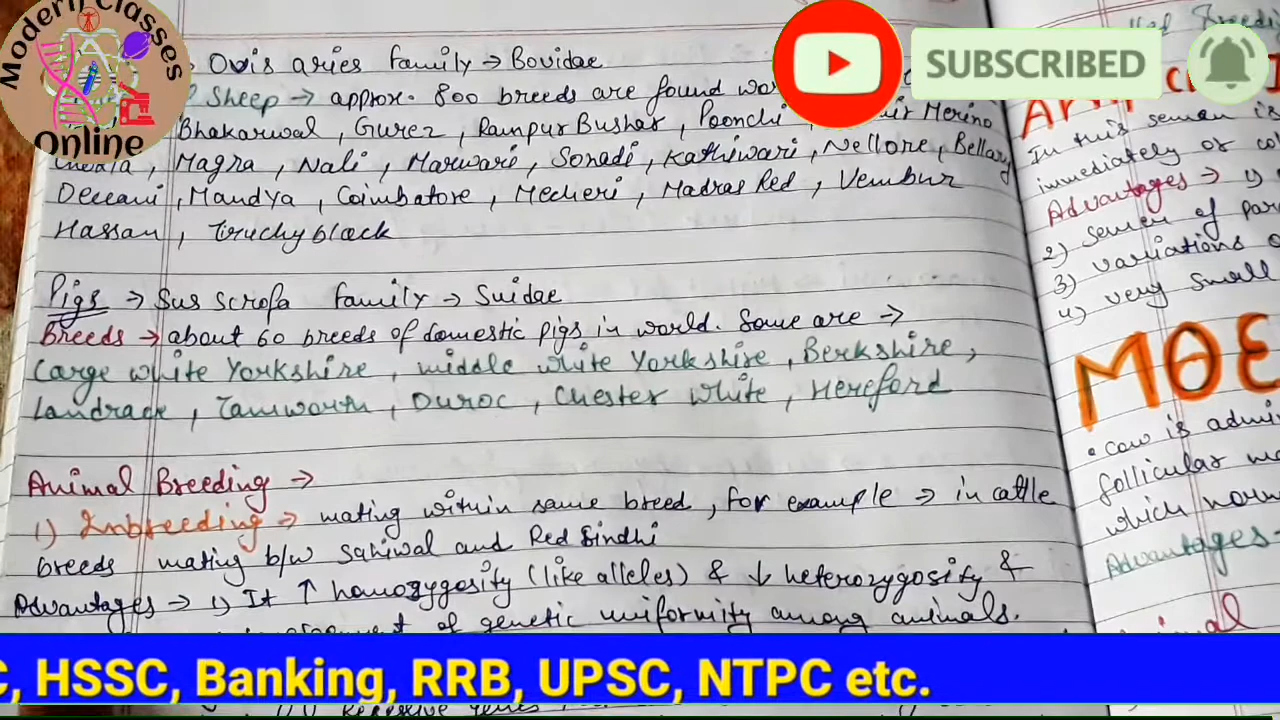 Modern Classes
Online
SUBSCRIBED
Ovis aries family → Bovidae
Sheep → approx. 800 breeds are found
Bhakarwal, Gurez, Rampur Bushar, Poonchi, Merino
Magra, Nali, Marwari, Sonadi, Kathiwari, Nellore, Bellary
Deccani, Mandya, Coimbatore, Mecheri, Madras Red, Vembur
Hassan, Truchy black
Pigs → Sus scrofa family → Suidae
Breeds → about 60 breeds of domestic pigs in world. Some are →
Large white Yorkshire, middle white Yorkshire, Berkshire,
Landrace, Tamworth, Duroc, Chester White, Hereford
Animal Breeding →
1) Inbreeding → mating within same breed, for example → in cattle
breeds mating b/w Sahiwal and Red Sindhi
Advantages → 1) It ↑ homozygosity (like alleles) & ↓ heterozygosity &
of genetic uniformity among animals.
In this semen is
immediately or
Advantages → 1)
2) semen of
3) variations
4) very small
MOE
• Cow is
follicular
which
Advantages
C, HSSC, Banking, RRB, UPSC, NTPC etc.